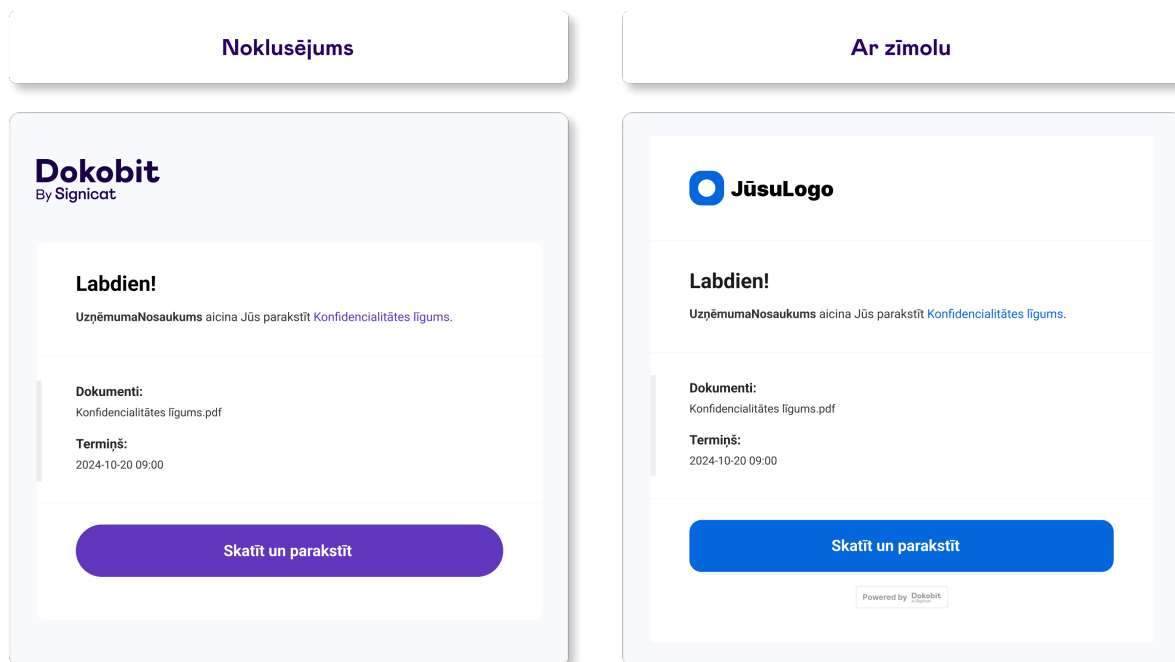 Noklusējums
Dokobit
By Signicat
Labdien!
UzņēmumaNosaukums aicina Jūs parakstīt Konfidencialitātes līgums.
Dokumenti:
Konfidencialitātes līgums.pdf
Termiņš:
2024-10-20 09:00
Skatīt un parakstīt
Ar zīmolu
JūsuLogo
Labdien!
UzņēmumaNosaukums aicina Jūs parakstīt Konfidencialitātes līgums.
Dokumenti:
Konfidencialitātes līgums.pdf
Termiņš:
2024-10-20 09:00
Skatīt un parakstīt
Powered by Dokobit
by Signicat